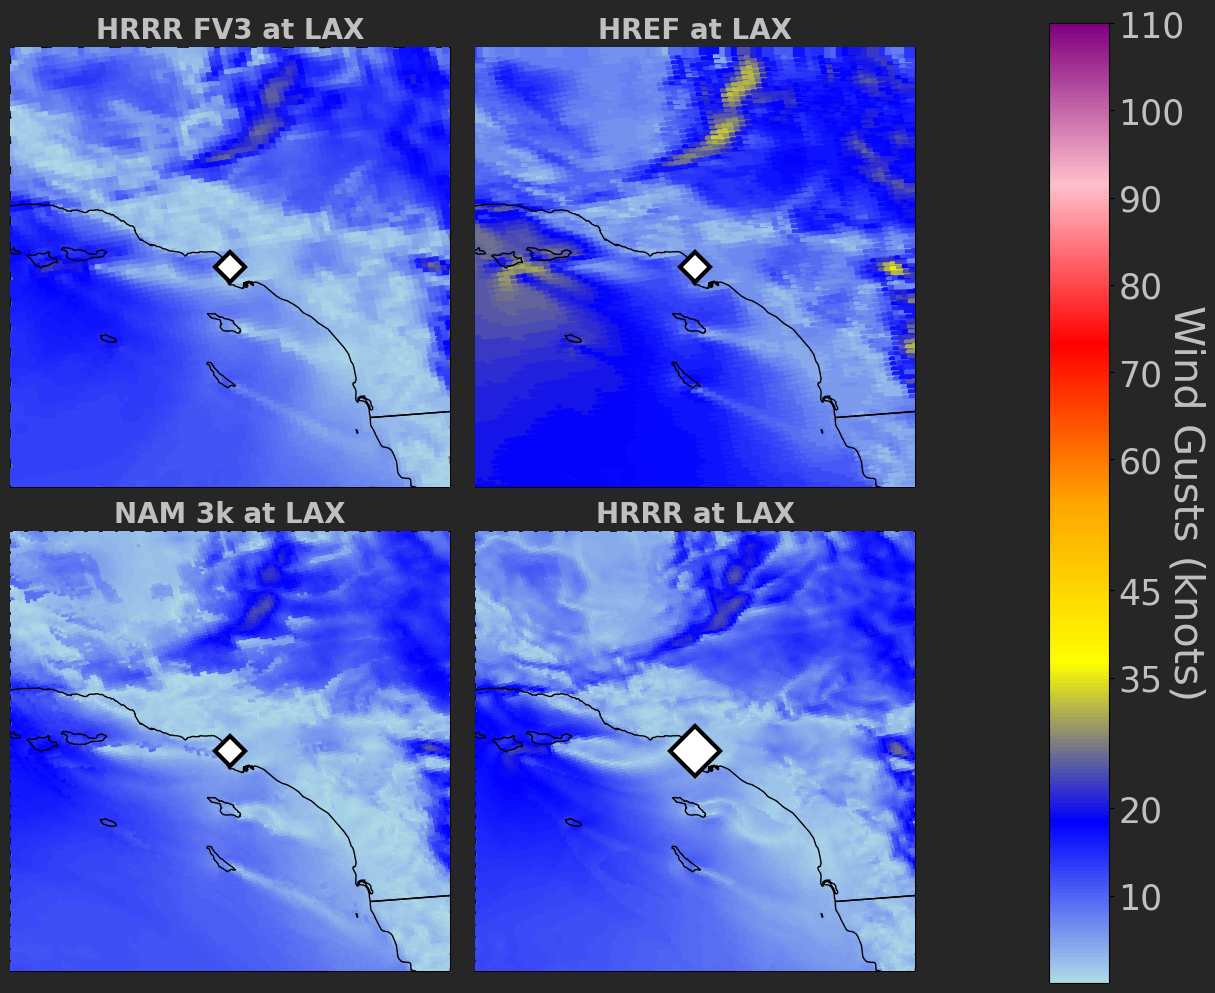 HRRR FV3 at LAX
HREF at LAX
NAM 3k at LAX
HRRR at LAX
110
100
90
80
70
60
45
35
20
10
Wind Gusts (knots)